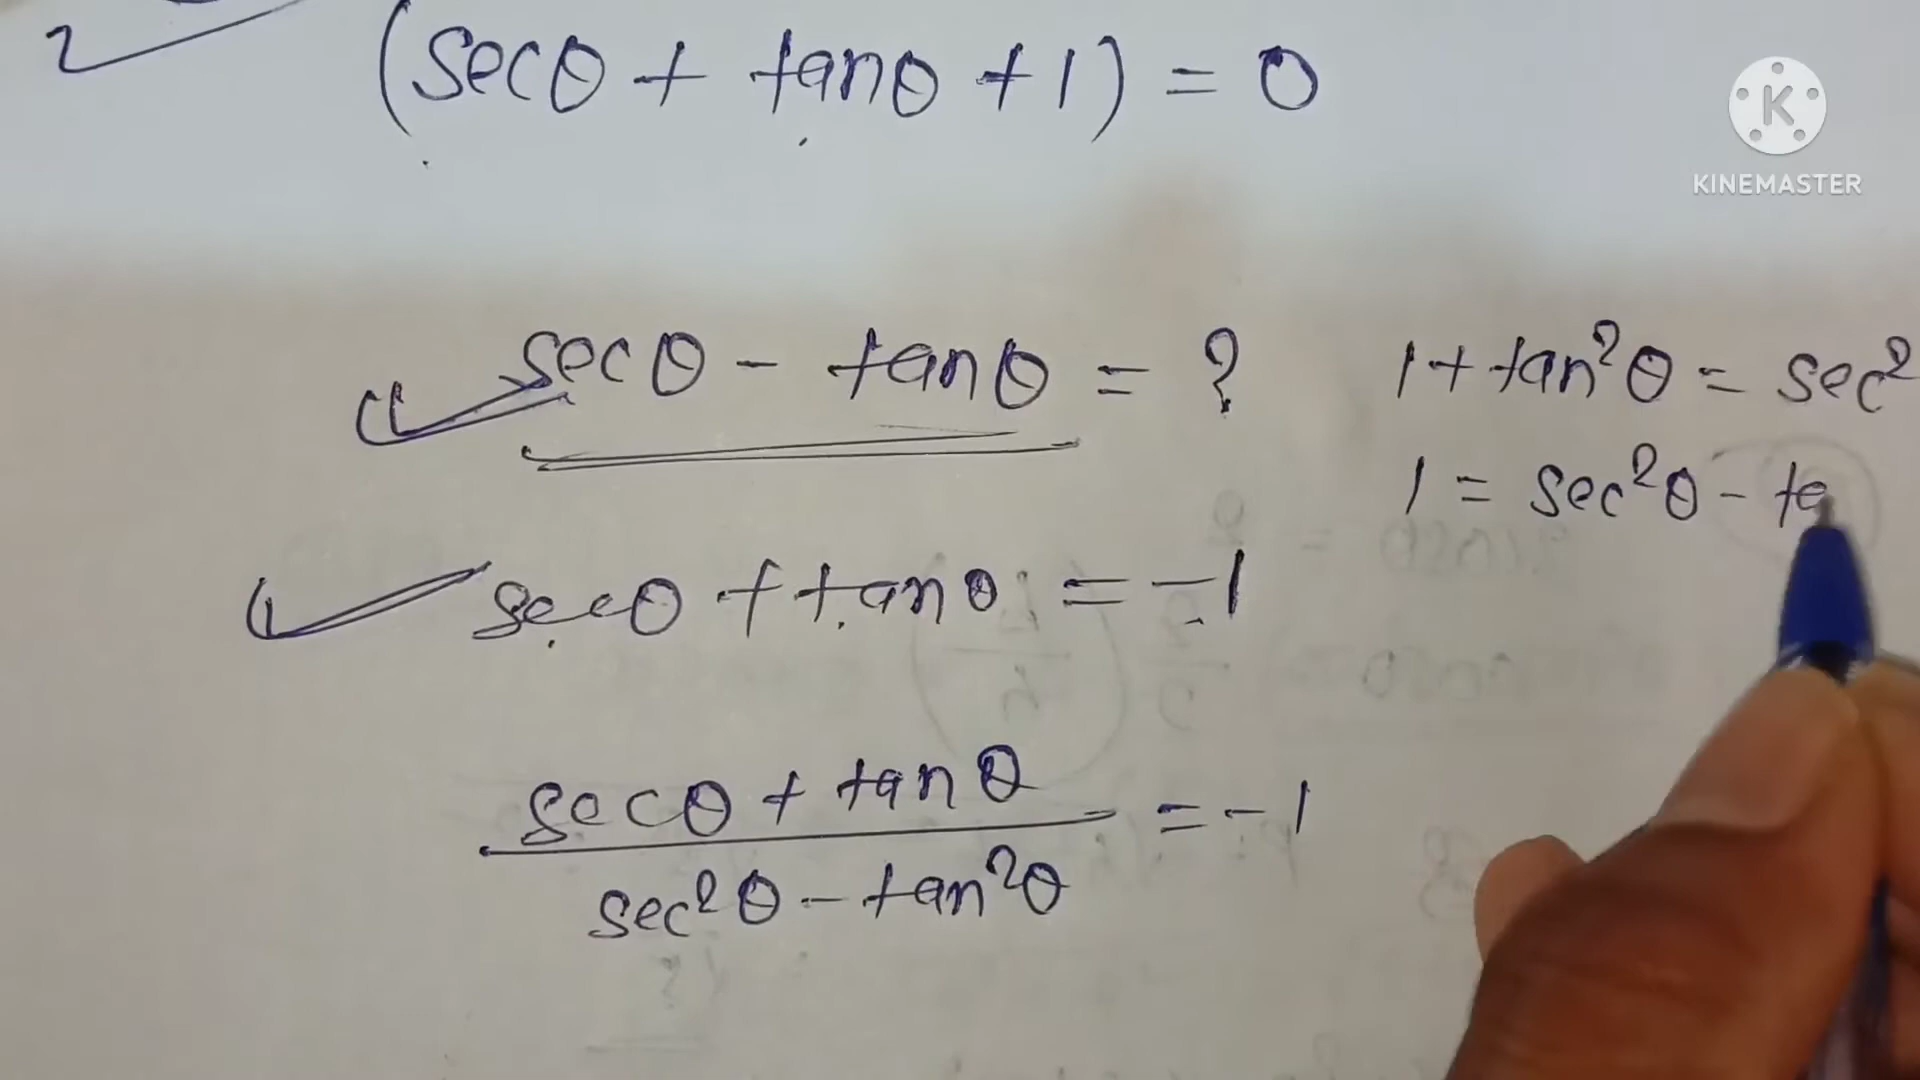 2
(secθ + tanθ + 1) = 0
KINEMASTER
secθ - tanθ = ?
1 + tan²θ = sec²
1 = sec²θ - ta
secθ + tanθ = -1
secθ + tanθ / sec²θ - tan²θ = -1